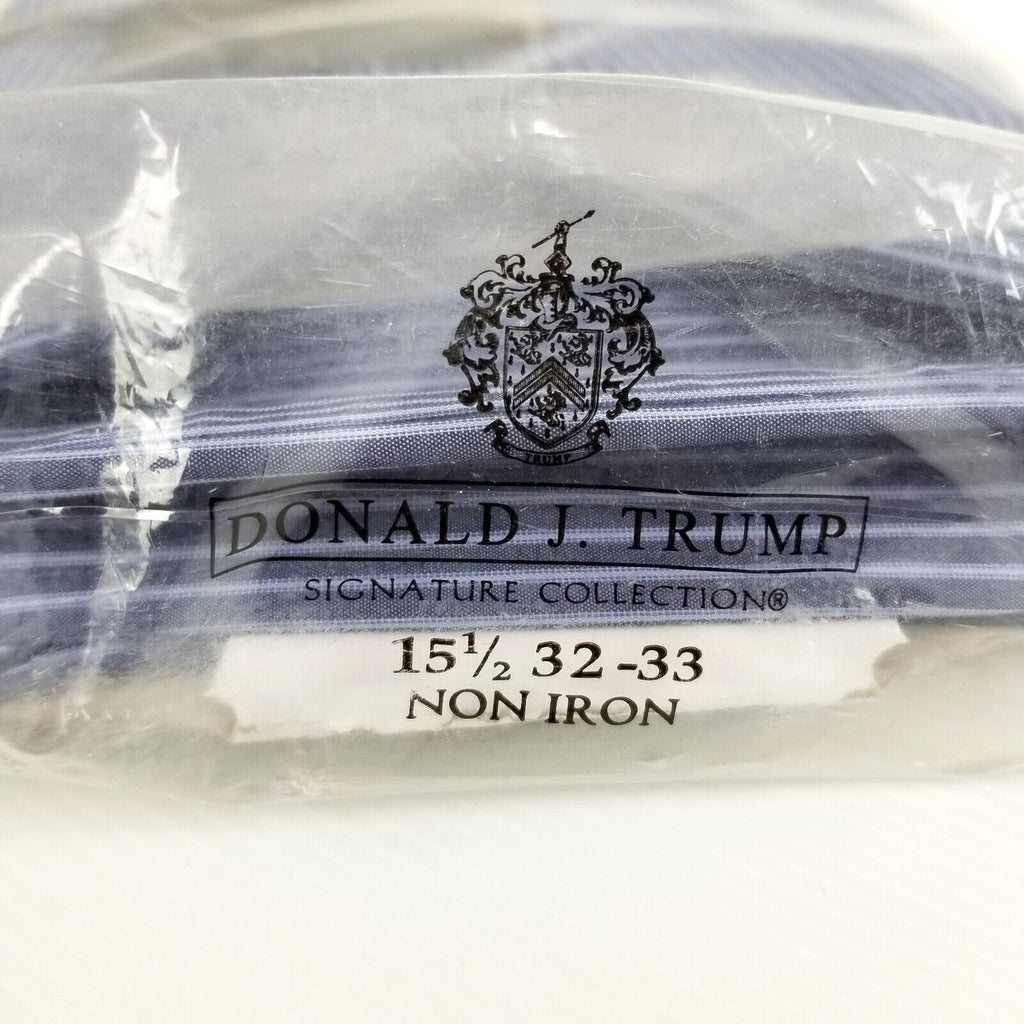 TRUMP
DONALD J. TRUMP
SIGNATURE COLLECTION®
15½ 32-33
NON IRON